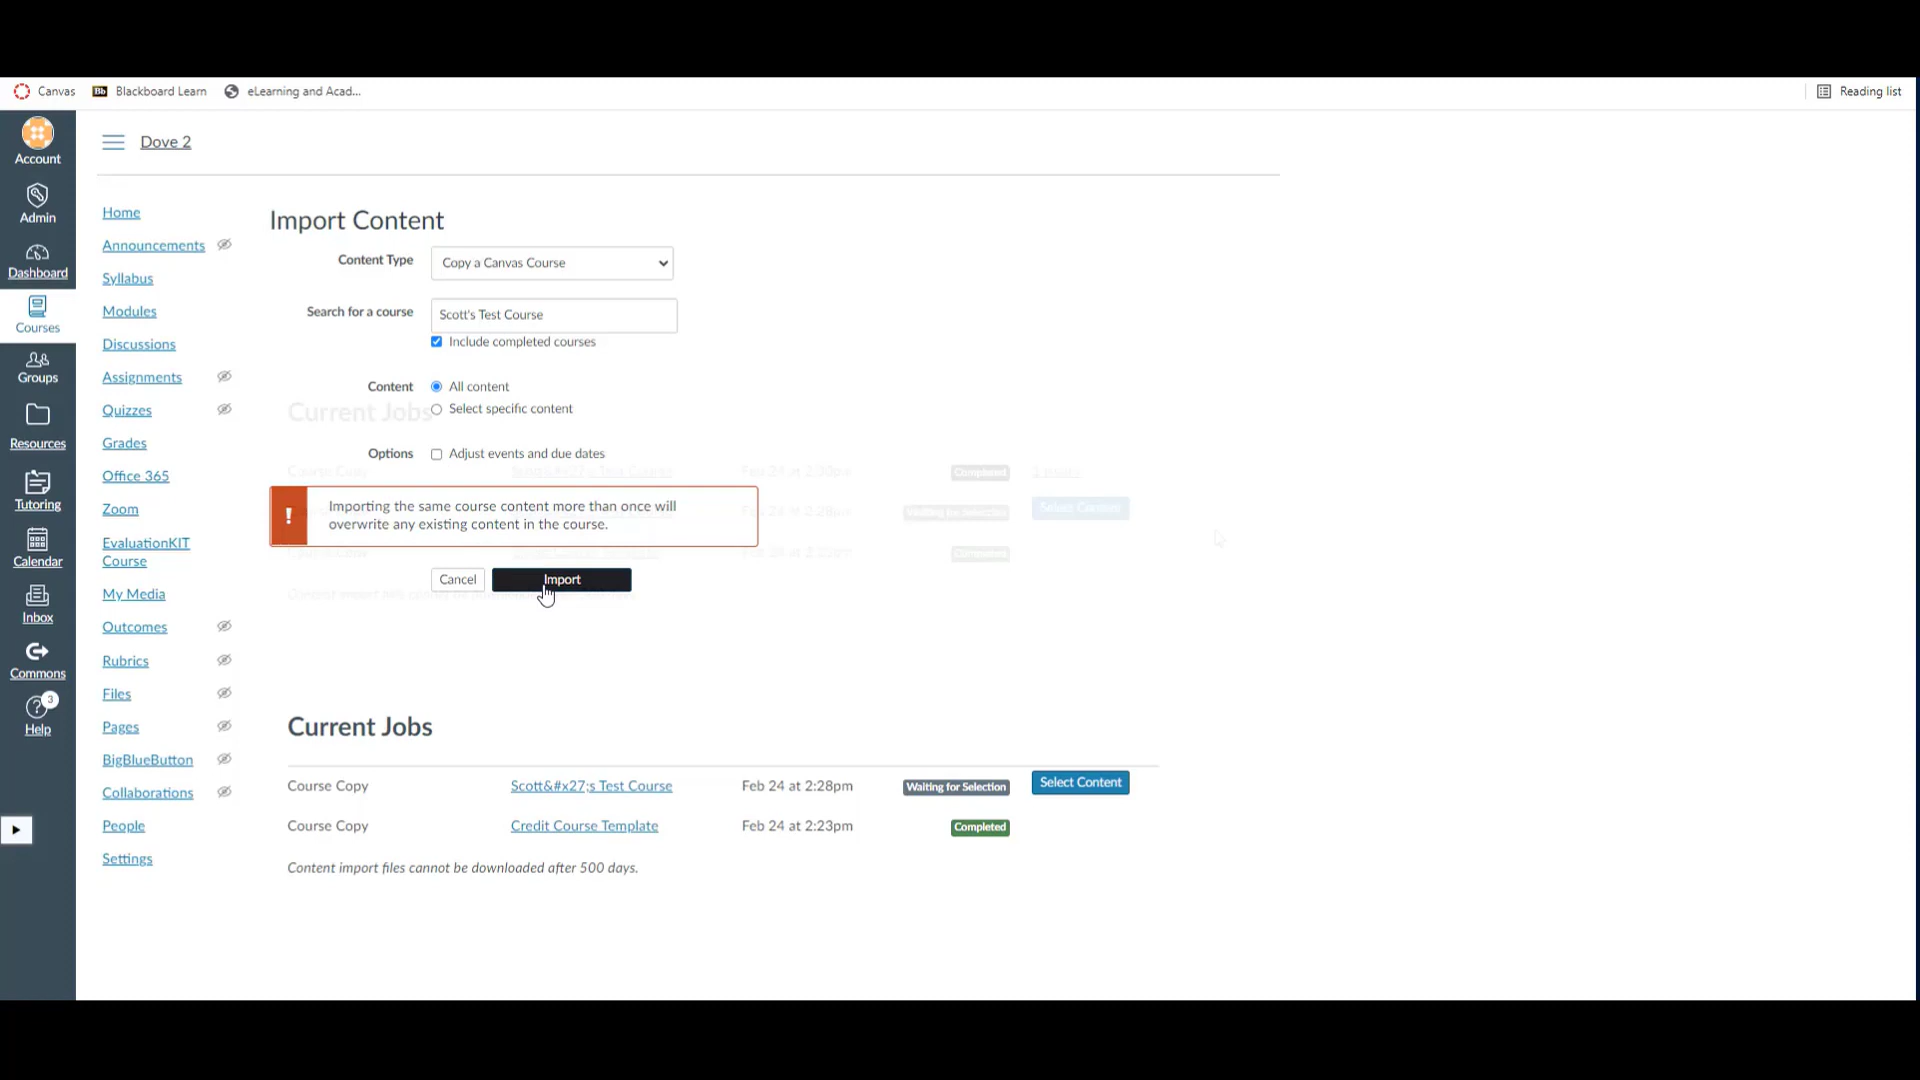 Canvas
Bb Blackboard Learn
eLearning and Acad...
Reading list
Account
Admin
Dashboard
Courses
Groups
Resources
Tutoring
Calendar
Inbox
Commons
3
Help
Dove 2
Home
Announcements
Syllabus
Modules
Discussions
Assignments
Quizzes
Grades
Office 365
Zoom
EvaluationKIT
Course
My Media
Outcomes
Rubrics
Files
Pages
BigBlueButton
Collaborations
People
Settings
Import Content
Content Type Copy a Canvas Course
Search for a course Scott's Test Course
Include completed courses
Content All content
Current Jobs
Select specific content
Options Adjust events and due dates
Importing the same course content more than once will
overwrite any existing content in the course.
Cancel Import
Current Jobs
Course Copy Scott&#x27;s Test Course Feb 24 at 2:28pm Waiting for Selection Select Content
Course Copy Credit Course Template Feb 24 at 2:23pm Completed
Content import files cannot be downloaded after 500 days.